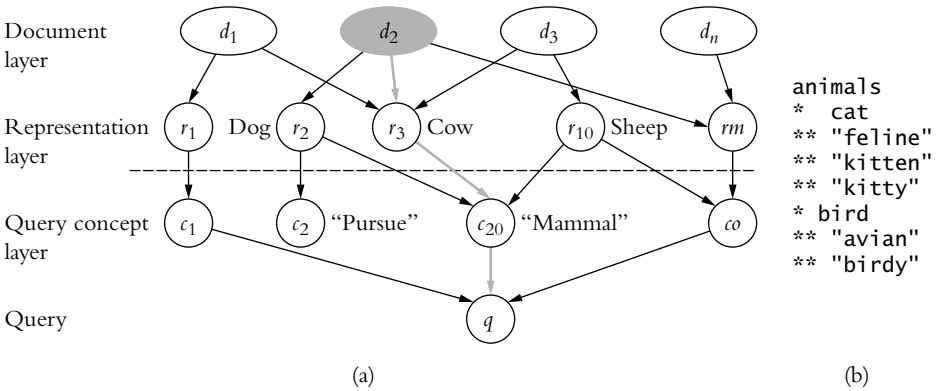 Document layer
d1 d2 d3 dn
Representation layer
r1 Dog r2 r3 Cow r10 Sheep rm
Query concept layer
c1 c2 “Pursue” c20 “Mammal” co
Query
q
(a)
animals
* cat
** "feline"
** "kitten"
** "kitty"
* bird
** "avian"
** "birdy"
(b)